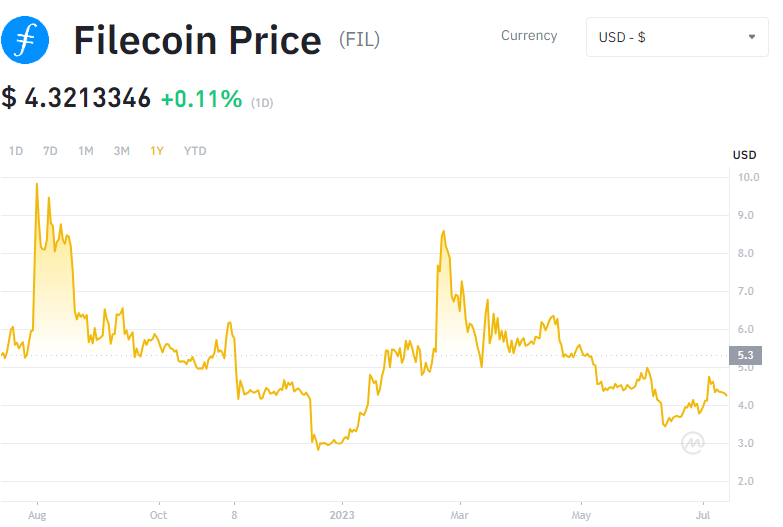 Filecoin Price (FIL)
Currency
USD - $
$ 4.3213346 +0.11% (1D)
1D 7D 1M 3M 1Y YTD
USD
10.0
9.0
8.0
7.0
6.0
5.3
5.0
4.0
3.0
2.0
Aug Oct 8 2023 Mar May Jul